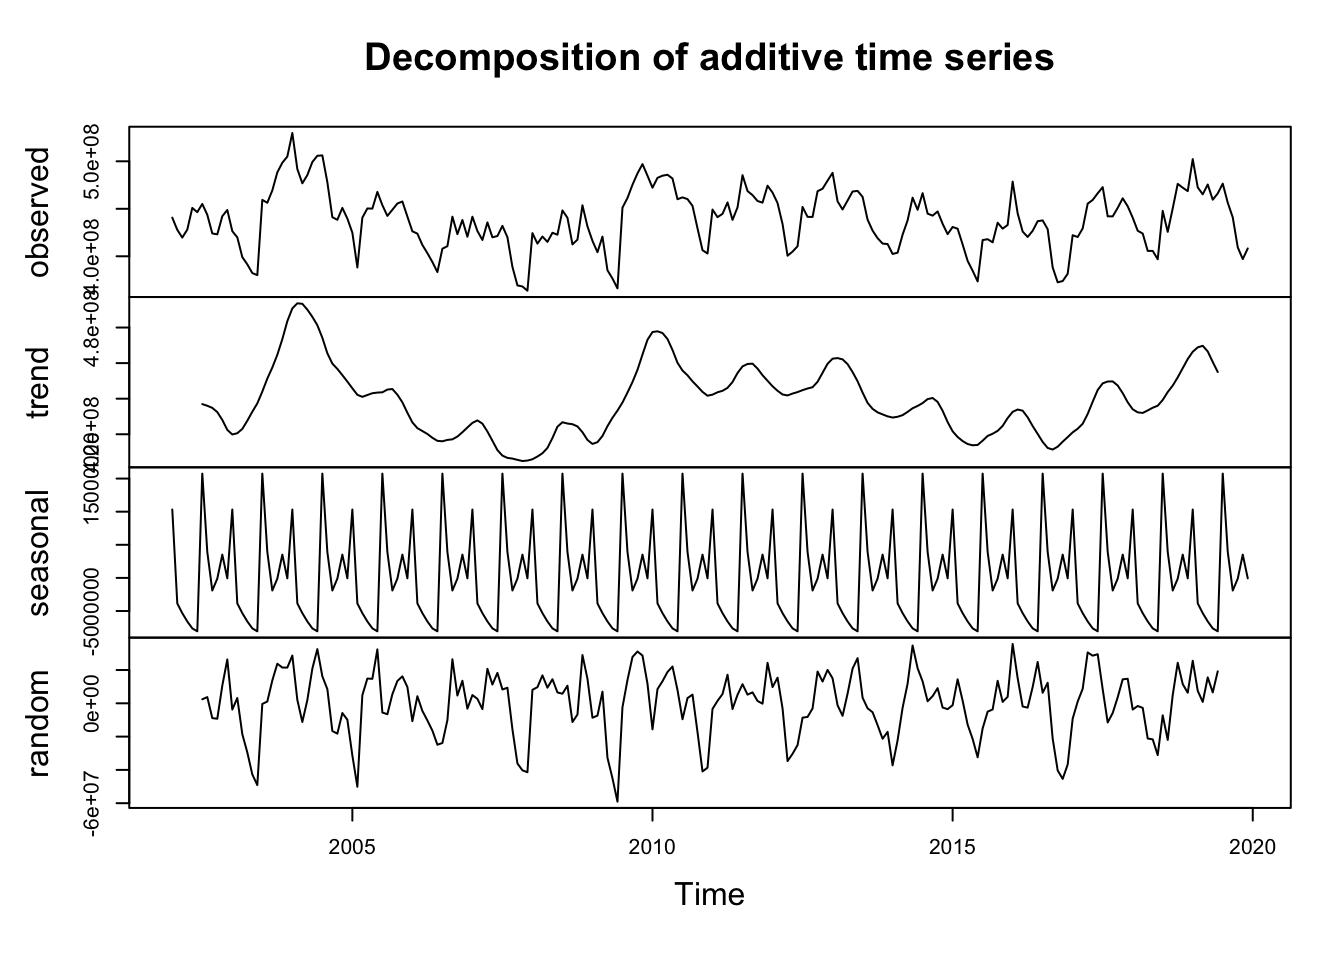 Decomposition of additive time series
observed
4.0e+08
5.0e+08
trend
4.8e+08
seasonal
-5000000
random
-6e+07
0e+00
2005
2010
2015
2020
Time